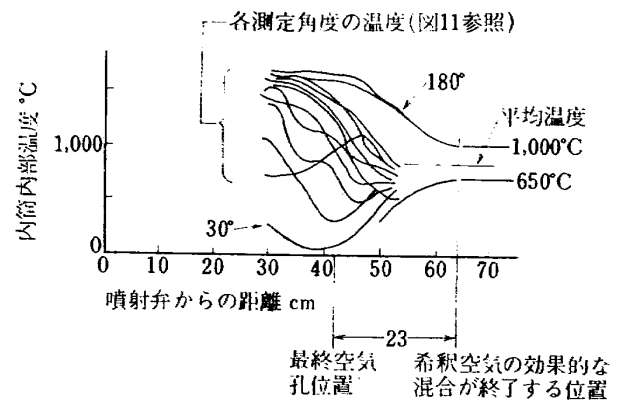 各測定角度の温度(図11参照)
内筒内部温度 °C
180°
平均温度
1,000
1,000°C
650°C
30°
0
0 10 20 30 40 50 60 70
噴射弁からの距離 cm
23
最終空気
孔位置
希釈空気の効果的な
混合が終了する位置